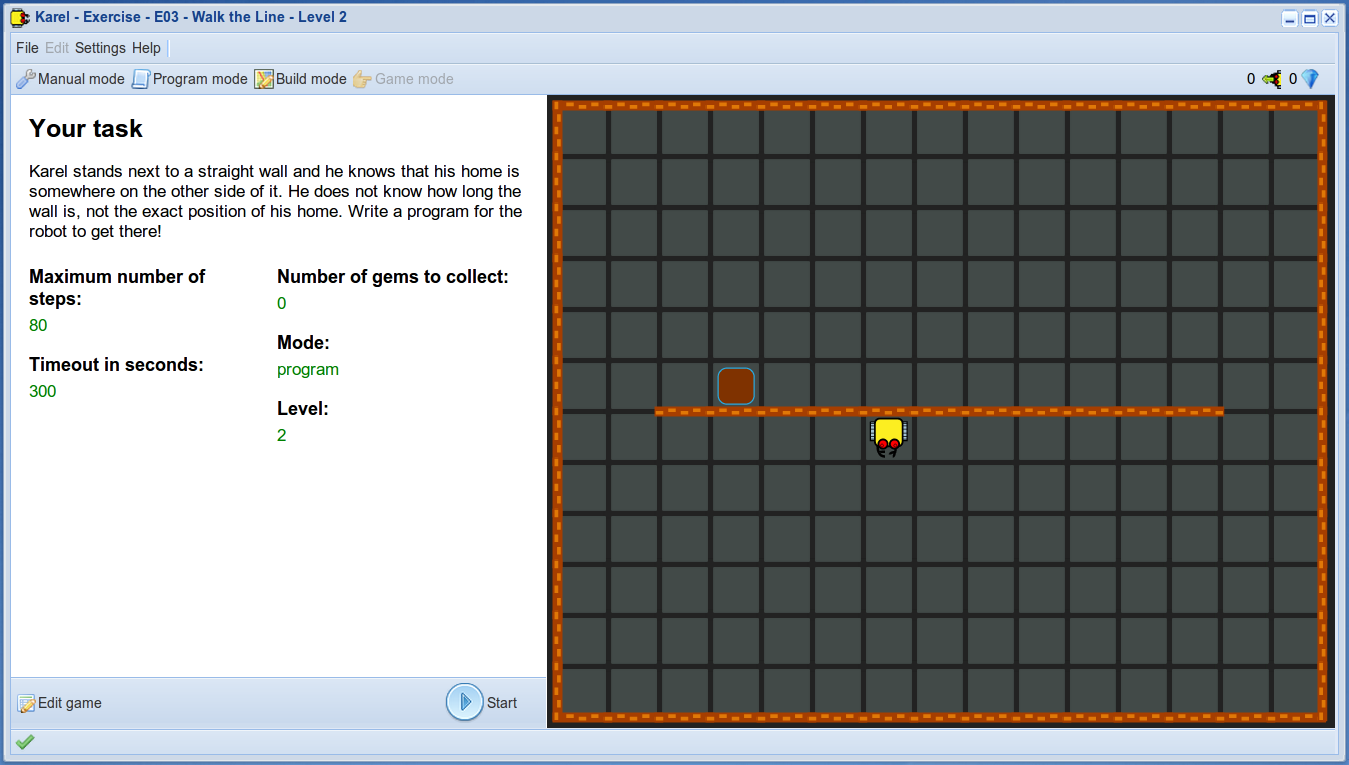 Karel - Exercise - E03 - Walk the Line - Level 2
File Edit Settings Help
Manual mode Program mode Build mode Game mode 0 0
Your task
Karel stands next to a straight wall and he knows that his home is
somewhere on the other side of it. He does not know how long the
wall is, not the exact position of his home. Write a program for the
robot to get there!
Maximum number of
steps:
80
Timeout in seconds:
300
Number of gems to collect:
0
Mode:
program
Level:
2
Edit game
Start